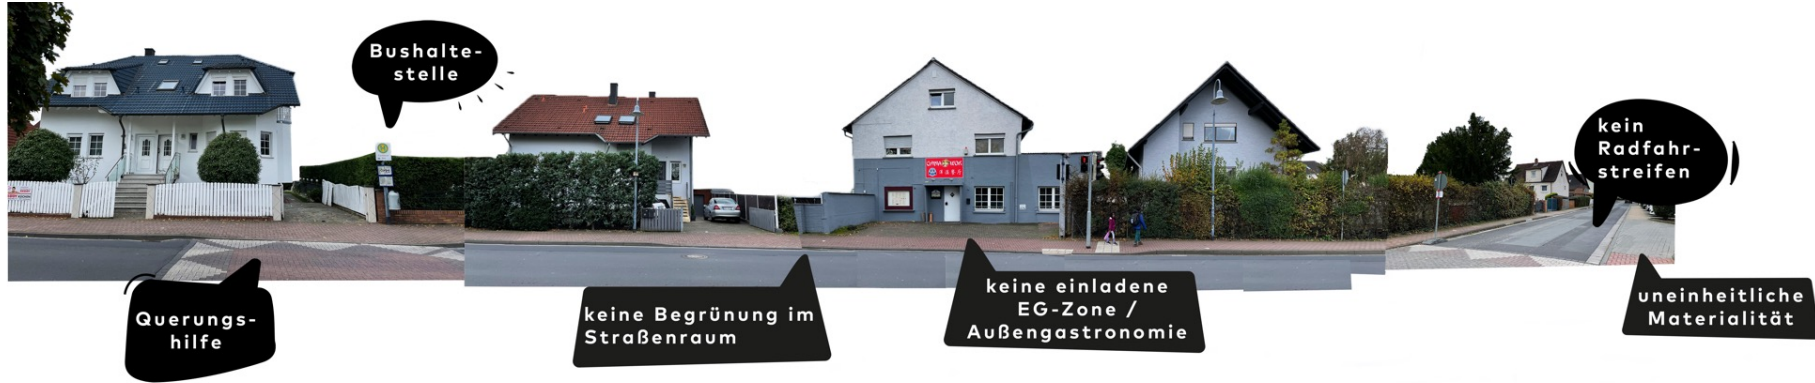 Bushalte-
stelle
kein
Radfahr-
streifen
H
Querungs-
hilfe
keine Begrünung im
Straßenraum
keine einladene
EG-Zone /
Außengastronomie
uneinheitliche
Materialität